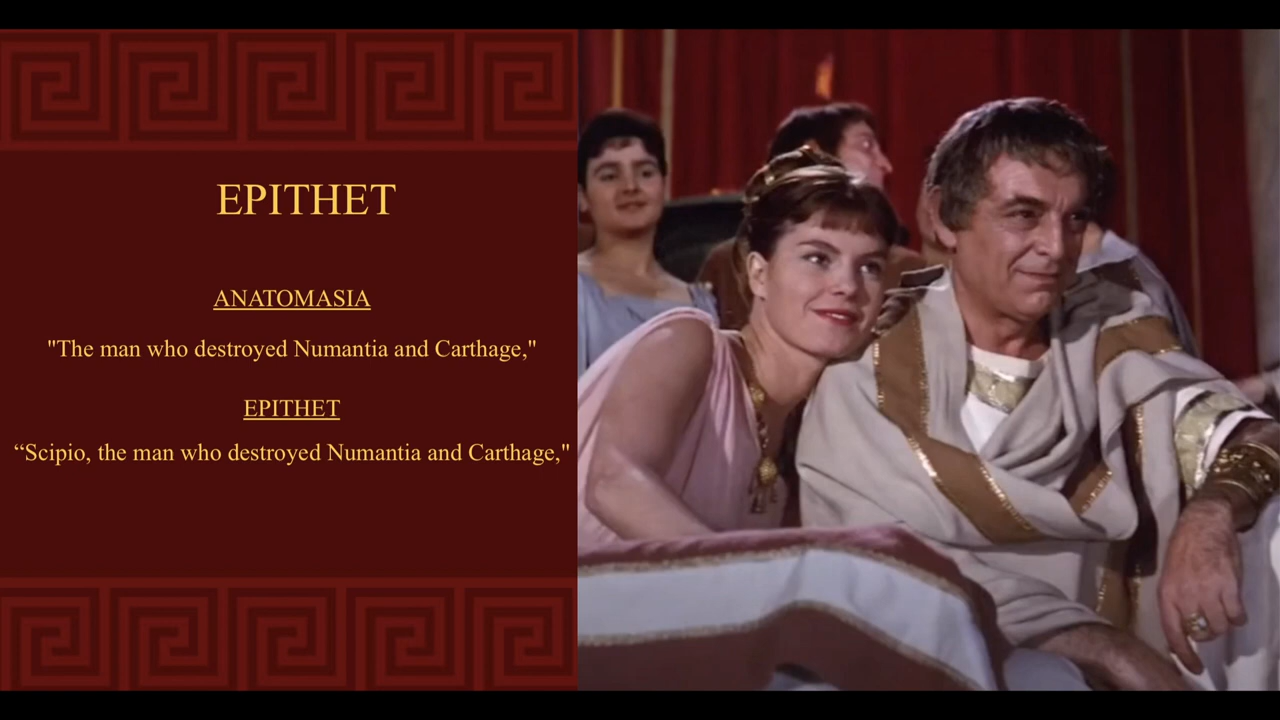 EPITHET
ANATOMASIA
"The man who destroyed Numantia and Carthage,"
EPITHET
“Scipio, the man who destroyed Numantia and Carthage,"